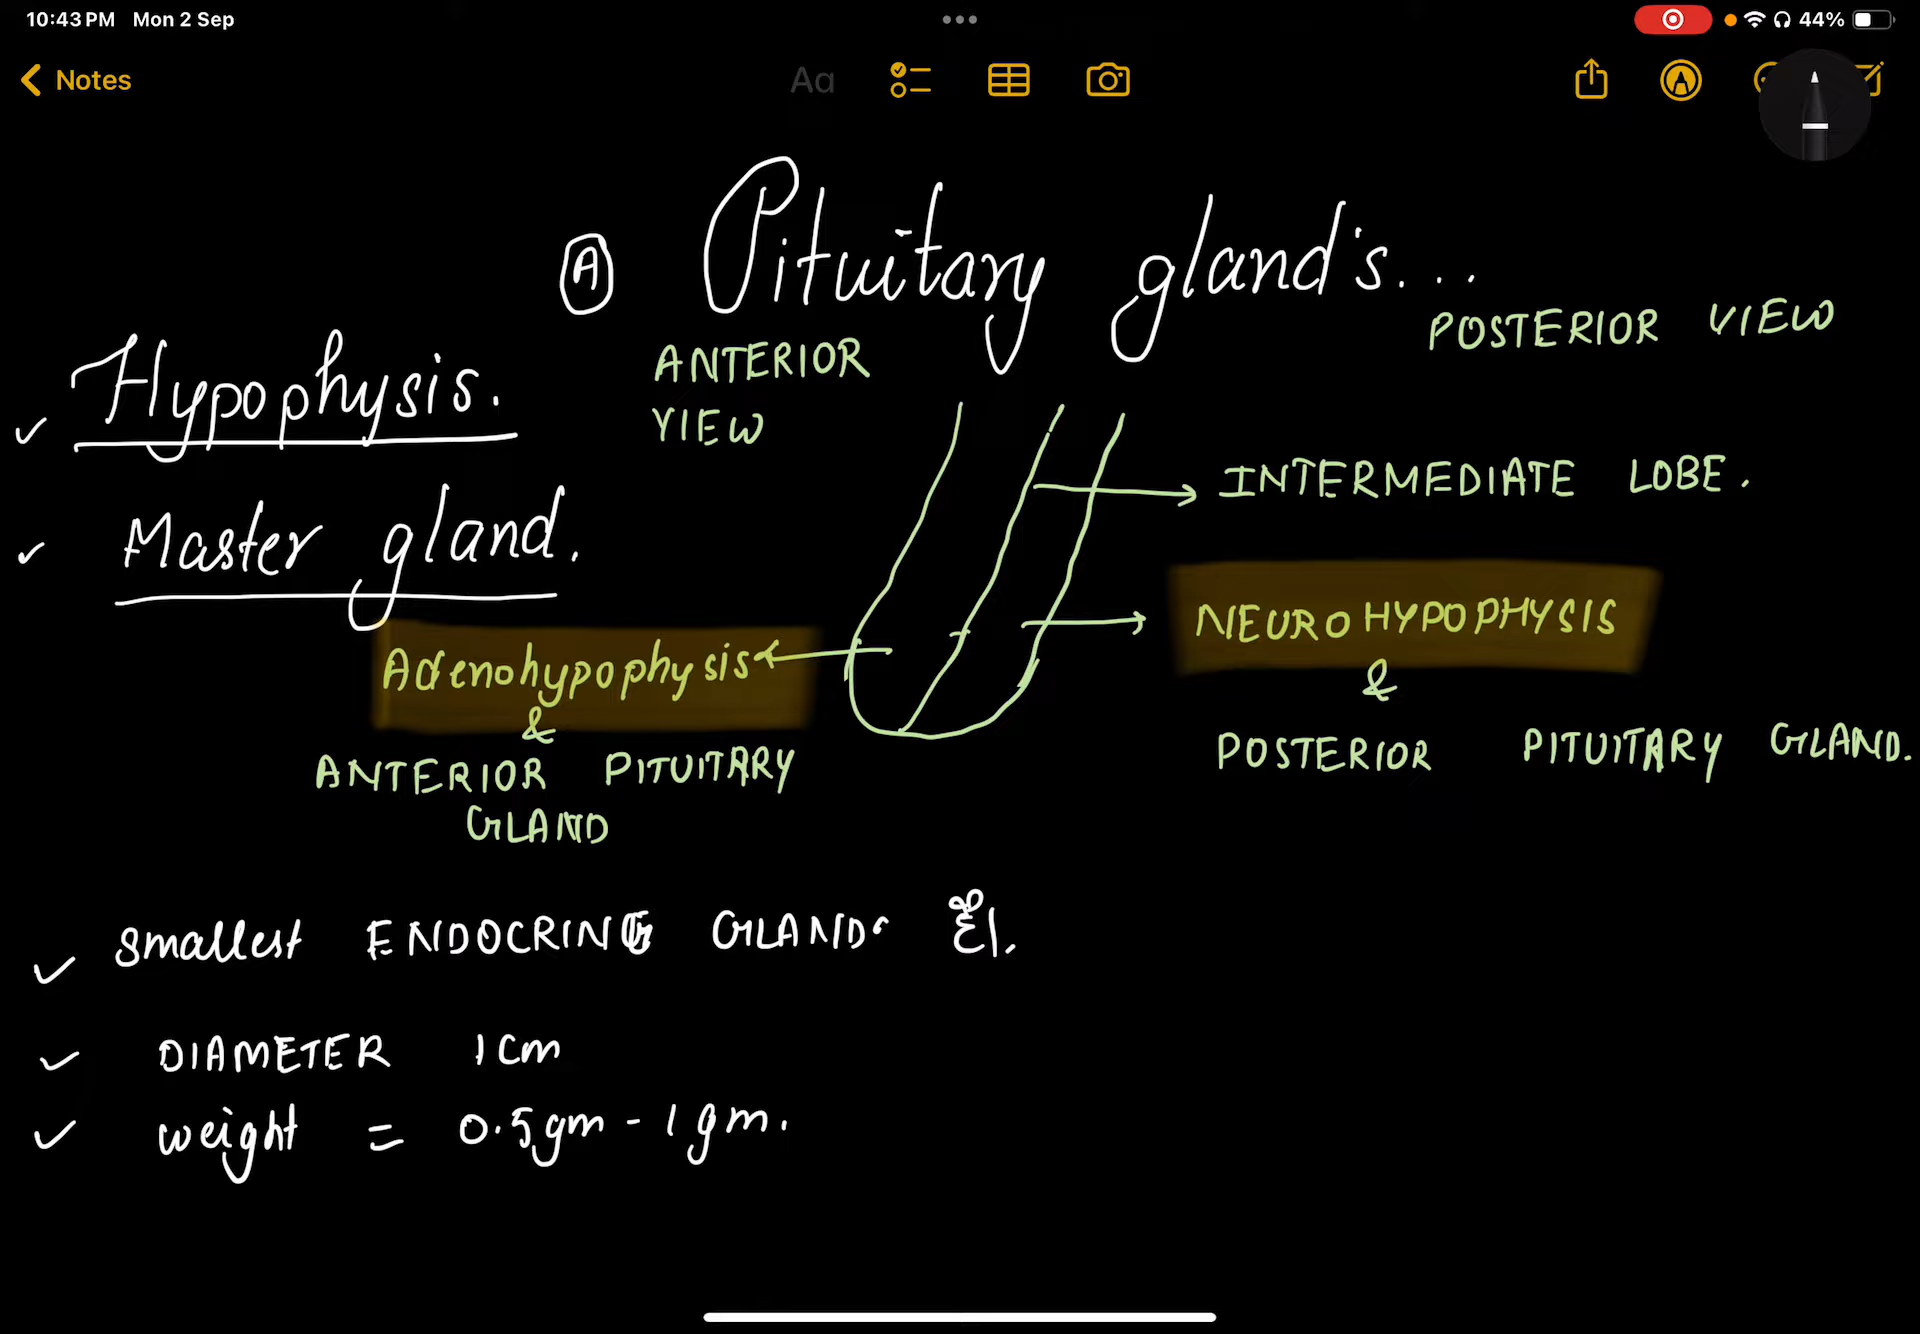 10:43 PM Mon 2 Sep
44%
Notes
Aa
A Pituitary gland's...
POSTERIOR VIEW
ANTERIOR
VIEW
Hypophysis.
INTERMEDIATE LOBE.
Master gland.
NEUROHYPOPHYSIS
Adenohypophysis
&
&
POSTERIOR PITUITARY GLAND.
ANTERIOR PITUITARY
GLAND
smallest ENDOCRINE GLAND है।.
DIAMETER 1cm
weight = 0.5gm - 1gm.